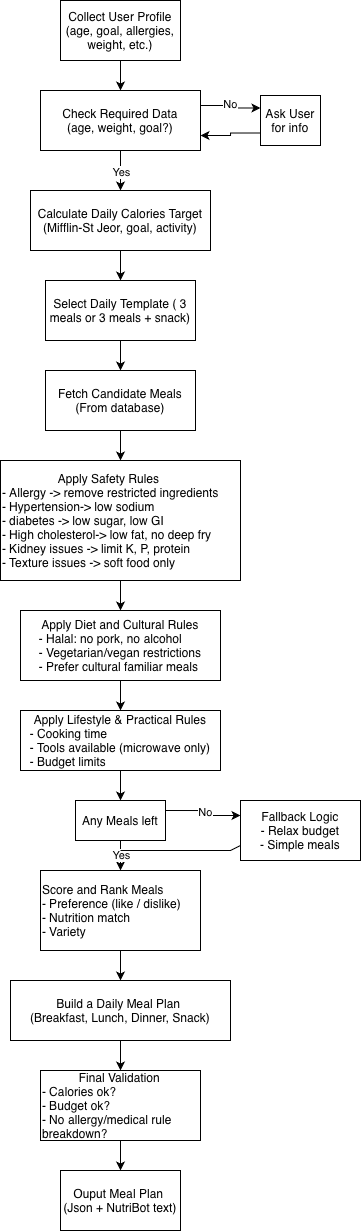 Collect User Profile
(age, goal, allergies,
weight, etc.)
Check Required Data
(age, weight, goal?)
No
Ask User
for info
Yes
Calculate Daily Calories Target
(Mifflin-St Jeor, goal, activity)
Select Daily Template ( 3
meals or 3 meals + snack)
Fetch Candidate Meals
(From database)
Apply Safety Rules
- Allergy -> remove restricted ingredients
- Hypertension-> low sodium
- diabetes -> low sugar, low GI
- High cholesterol-> low fat, no deep fry
- Kidney issues -> limit K, P, protein
- Texture issues -> soft food only
Apply Diet and Cultural Rules
- Halal: no pork, no alcohol
- Vegetarian/vegan restrictions
- Prefer cultural familiar meals
Apply Lifestyle & Practical Rules
- Cooking time
- Tools available (microwave only)
- Budget limits
Any Meals left
No
Fallback Logic
- Relax budget
- Simple meals
Yes
Score and Rank Meals
- Preference (like / dislike)
- Nutrition match
- Variety
Build a Daily Meal Plan
(Breakfast, Lunch, Dinner, Snack)
Final Validation
- Calories ok?
- Budget ok?
- No allergy/medical rule
breakdown?
Ouput Meal Plan
(Json + NutriBot text)